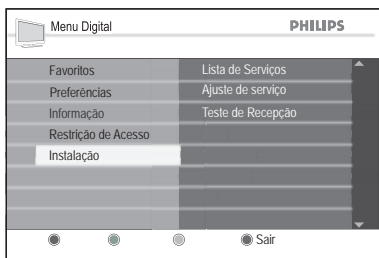 Menu Digital
PHILIPS
Favoritos
Preferências
Informação
Restrição de Acesso
Instalação
Lista de Serviços
Ajuste de serviço
Teste de Recepção
Sair